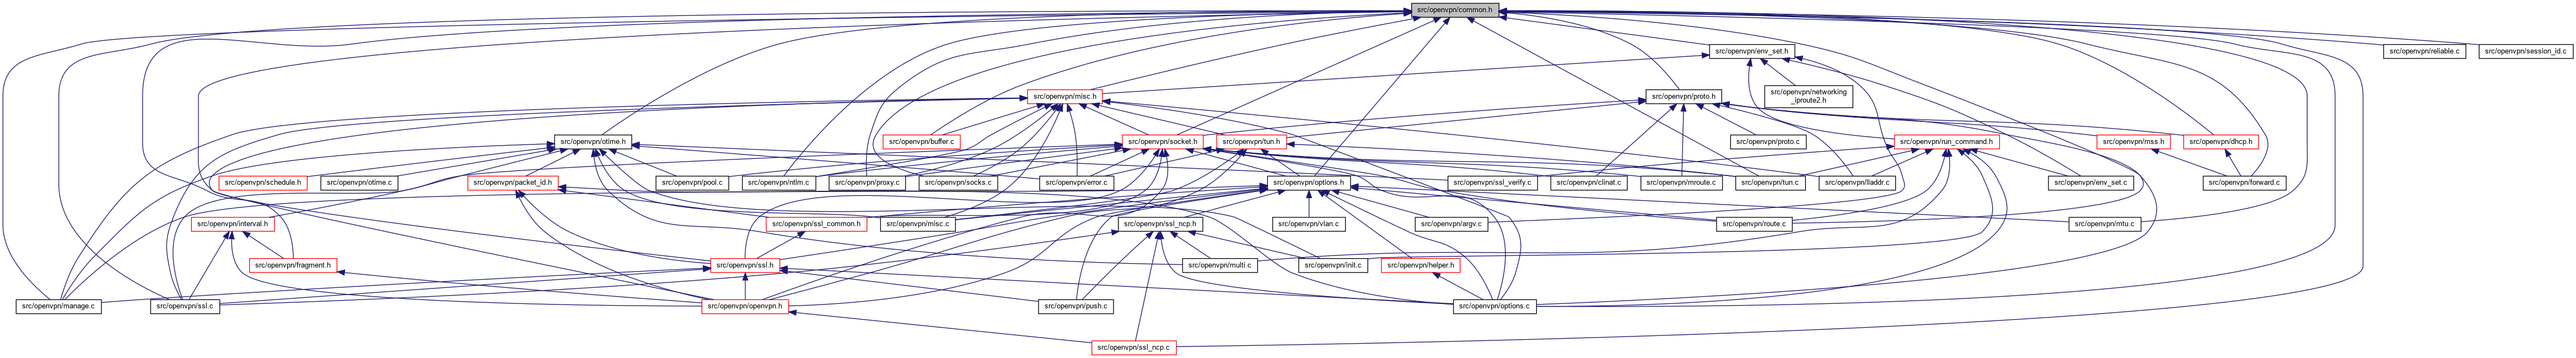 src/openvpn/common.h
src/openvpn/env_set.h
src/openvpn/reliable.c
src/openvpn/session_id.c
src/openvpn/misc.h
src/openvpn/proto.h
src/openvpn/networking
_iproute2.h
src/openvpn/otime.h
src/openvpn/buffer.c
src/openvpn/socket.h
src/openvpn/tun.h
src/openvpn/proto.c
src/openvpn/run_command.h
src/openvpn/mss.h
src/openvpn/dhcp.h
src/openvpn/schedule.h
src/openvpn/otime.c
src/openvpn/packet_id.h
src/openvpn/pool.c
src/openvpn/ntlm.c
src/openvpn/proxy.c
src/openvpn/socks.c
src/openvpn/error.c
src/openvpn/options.h
src/openvpn/ssl_verify.c
src/openvpn/clinat.c
src/openvpn/mroute.c
src/openvpn/tun.c
src/openvpn/lladdr.c
src/openvpn/env_set.c
src/openvpn/forward.c
src/openvpn/interval.h
src/openvpn/ssl_common.h
src/openvpn/misc.c
src/openvpn/ssl_ncp.h
src/openvpn/vlan.c
src/openvpn/argv.c
src/openvpn/route.c
src/openvpn/mtu.c
src/openvpn/fragment.h
src/openvpn/ssl.h
src/openvpn/multi.c
src/openvpn/init.c
src/openvpn/helper.h
src/openvpn/manage.c
src/openvpn/ssl.c
src/openvpn/openvpn.h
src/openvpn/push.c
src/openvpn/options.c
src/openvpn/ssl_ncp.c